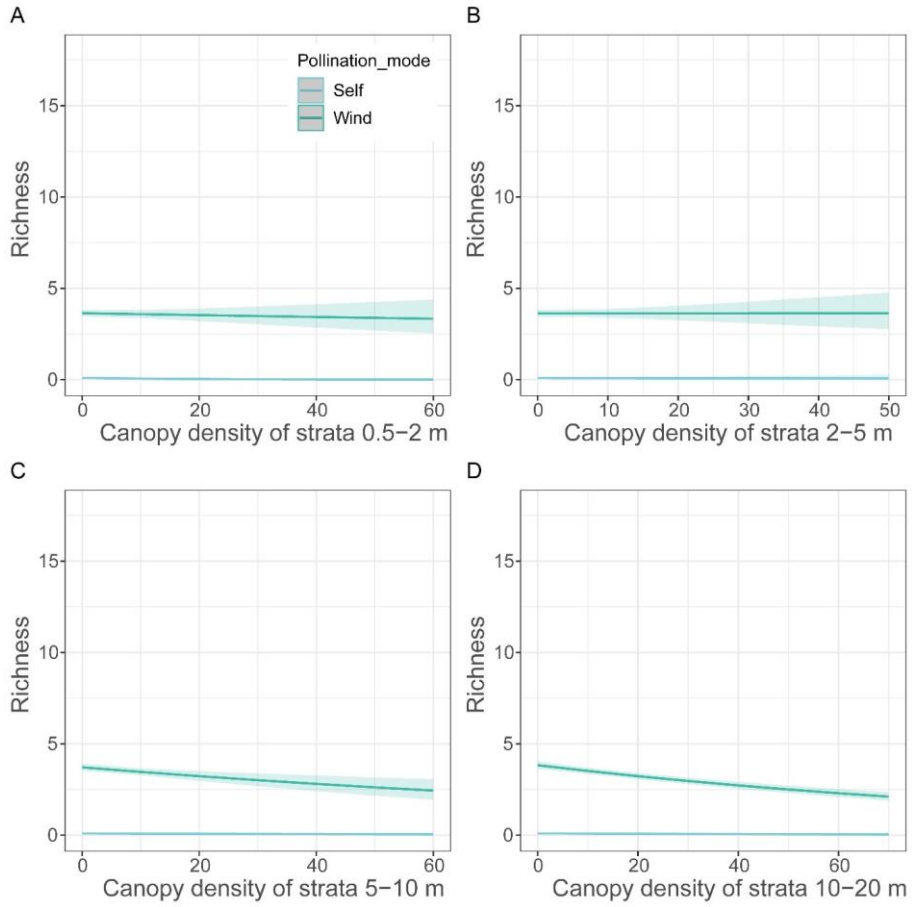 A
Richness
15
10
5
0
Pollination_mode
Self
Wind
0 20 40 60
Canopy density of strata 0.5−2 m
B
Richness
15
10
5
0
0 10 20 30 40 50
Canopy density of strata 2−5 m
C
Richness
15
10
5
0
0 20 40 60
Canopy density of strata 5−10 m
D
Richness
15
10
5
0
0 20 40 60
Canopy density of strata 10−20 m